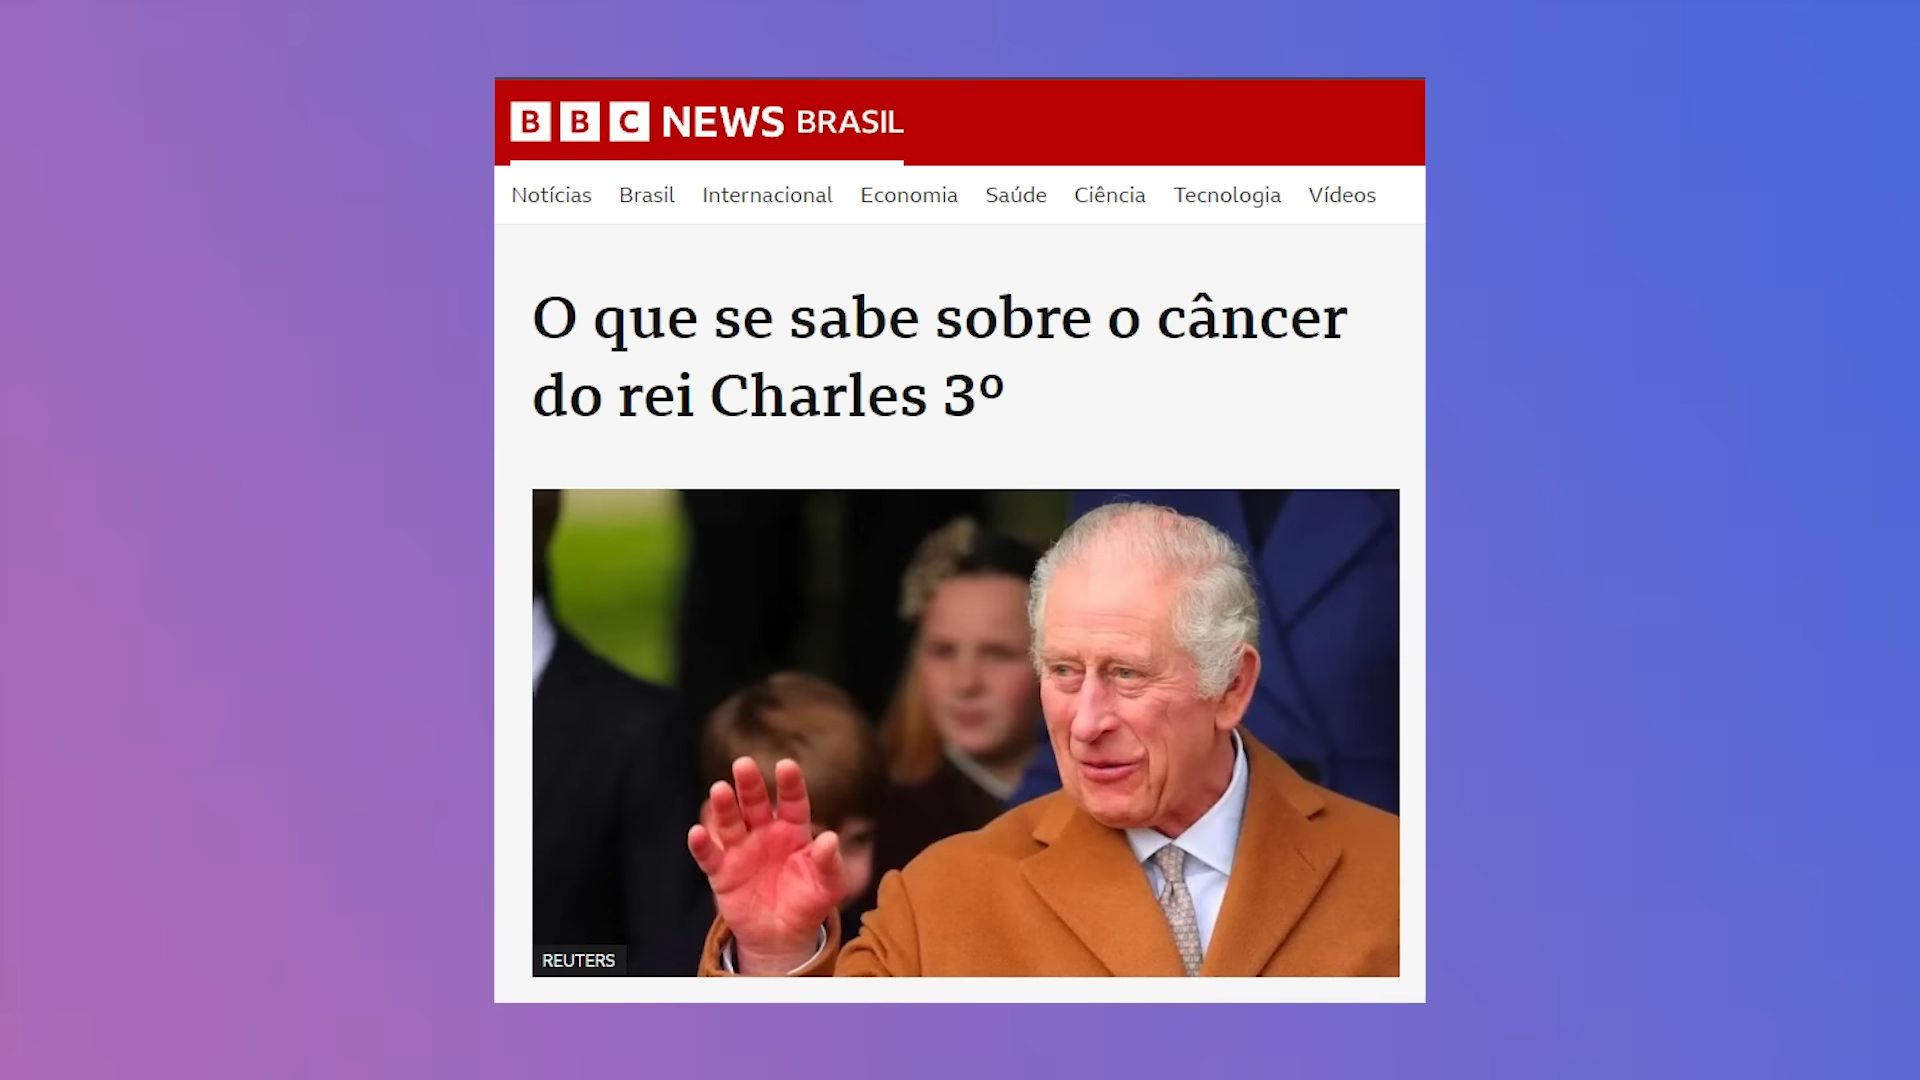 BBC NEWS BRASIL
Notícias Brasil Internacional Economia Saúde Ciência Tecnologia Vídeos
O que se sabe sobre o câncer
do rei Charles 3º
REUTERS